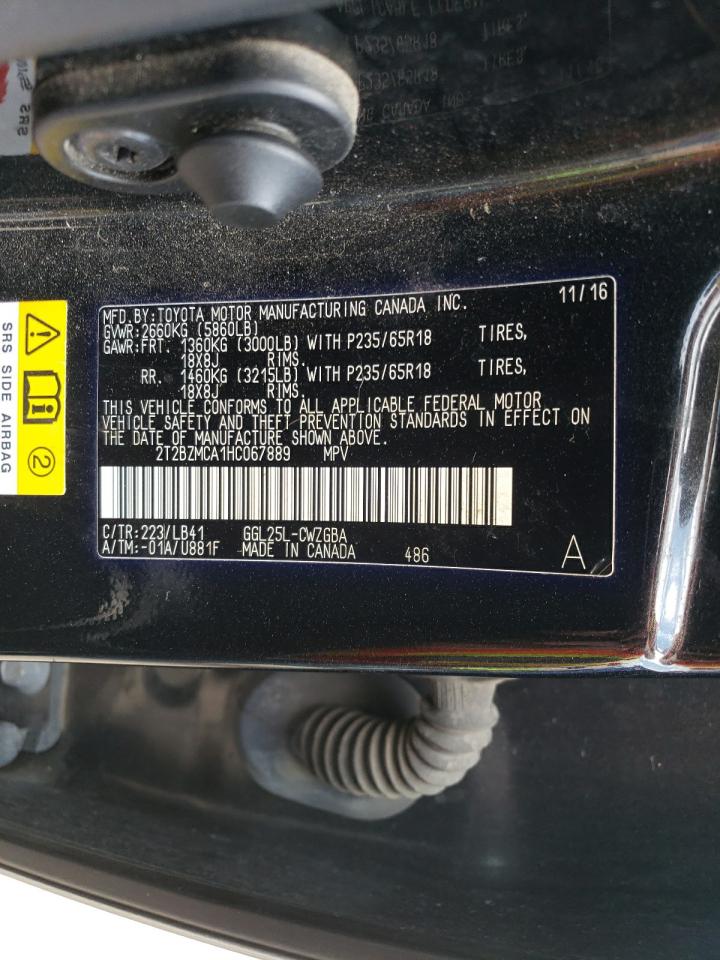 MFD.BY:TOYOTA MOTOR MANUFACTURING CANADA INC. 11/16
GVWR:2660KG (5860LB)
GAWR:FRT. 1360KG (3000LB) WITH P235/65R18 TIRES,
18X8J RIMS.
RR. 1460KG (3215LB) WITH P235/65R18 TIRES,
18X8J RIMS.
THIS VEHICLE CONFORMS TO ALL APPLICABLE FEDERAL MOTOR
VEHICLE SAFETY AND THEFT PREVENTION STANDARDS IN EFFECT ON
THE DATE OF MANUFACTURE SHOWN ABOVE.
2T2BZMCA1HC067889 MPV
C/TR:223/LB41 GGL25L-CWZGBA
A/TM:-01A/U881F MADE IN CANADA 486 A
SRS SIDE AIRBAG
2